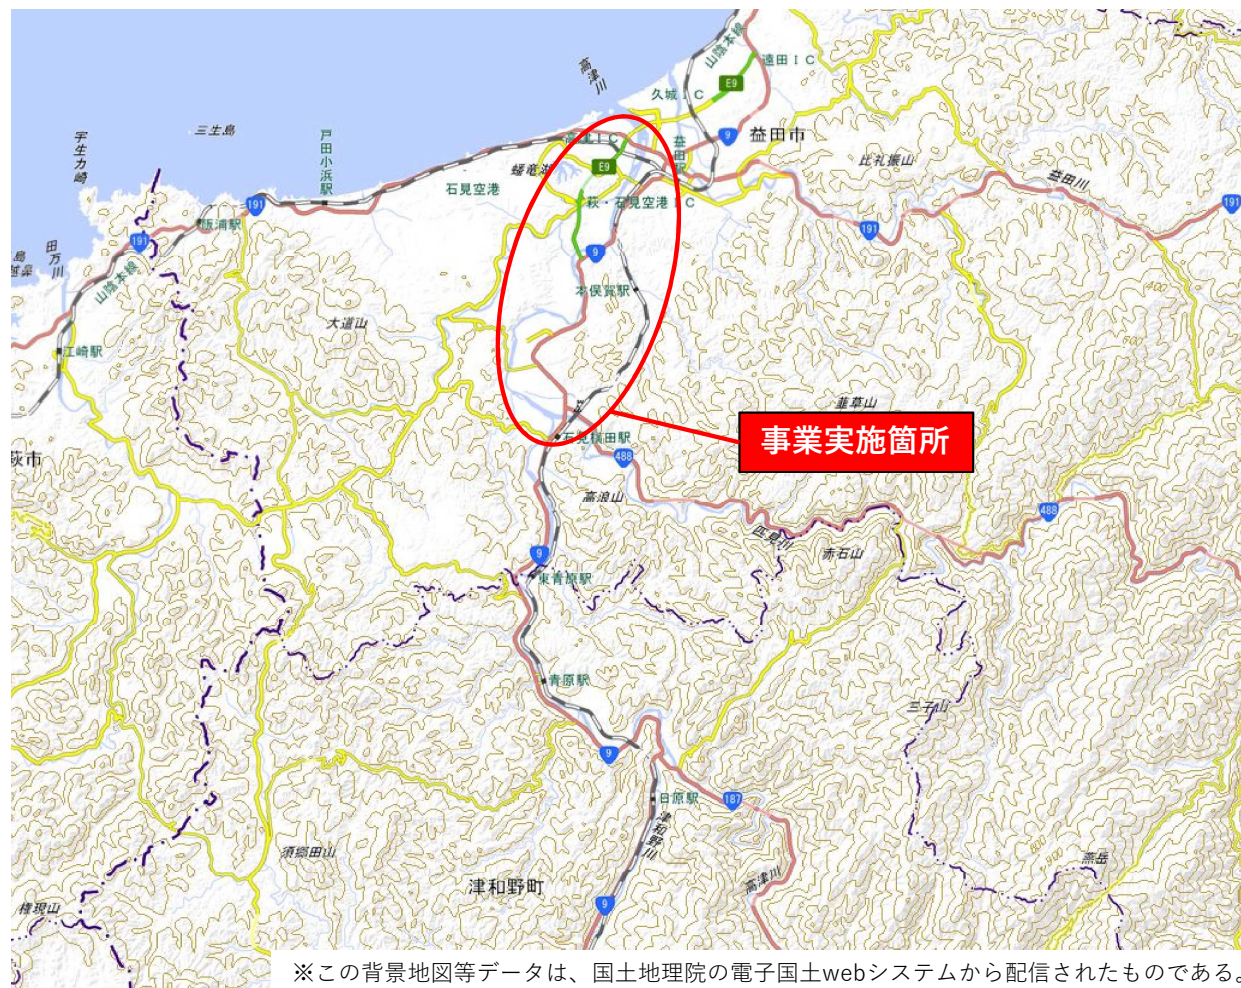 山陰本線
遠田ＩＣ
高津川
E9
久城ＩＣ
宇生力崎
三生島
戸田小浜駅
9
益田市
高津ＩＣ
益田駅
比礼振山
蟠竜湖
E9
益田川
石見空港
191
萩・石見空港ＩＣ
191
飯浦駅
191
191
田万川
9
山陰本線
本俣賀駅
大道山
江崎駅
韮草山
事業実施箇所
石見横田駅
萩市
488
高浪山
488
匹見川
赤石山
9
東青原駅
青原駅
三子山
9
187
日原駅
津和野川
須郷田山
燕岳
津和野町
高津川
9
権現山
※この背景地図等データは、国土地理院の電子国土webシステムから配信されたものである。